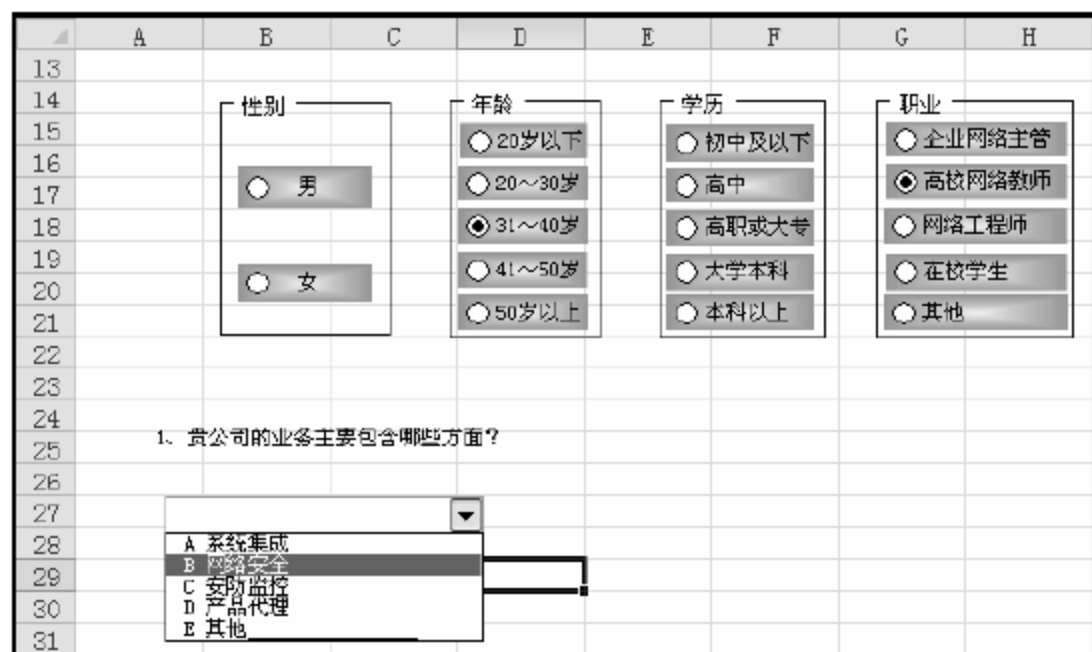 A B C D E F G H
13
14 性别 年龄 学历 职业
15 20岁以下 初中及以下 企业网络主管
16
17 男 20～30岁 高中 高校网络教师
18 31～40岁 高职或大专 网络工程师
19
20 女 41～50岁 大学本科 在校学生
21 50岁以上 本科以上 其他
22
23
24
25 1、贵公司的业务主要包含哪些方面？
26
27
28 A 系统集成
B 网络安全
29 C 安防监控
30 D 产品代理
E 其他
31